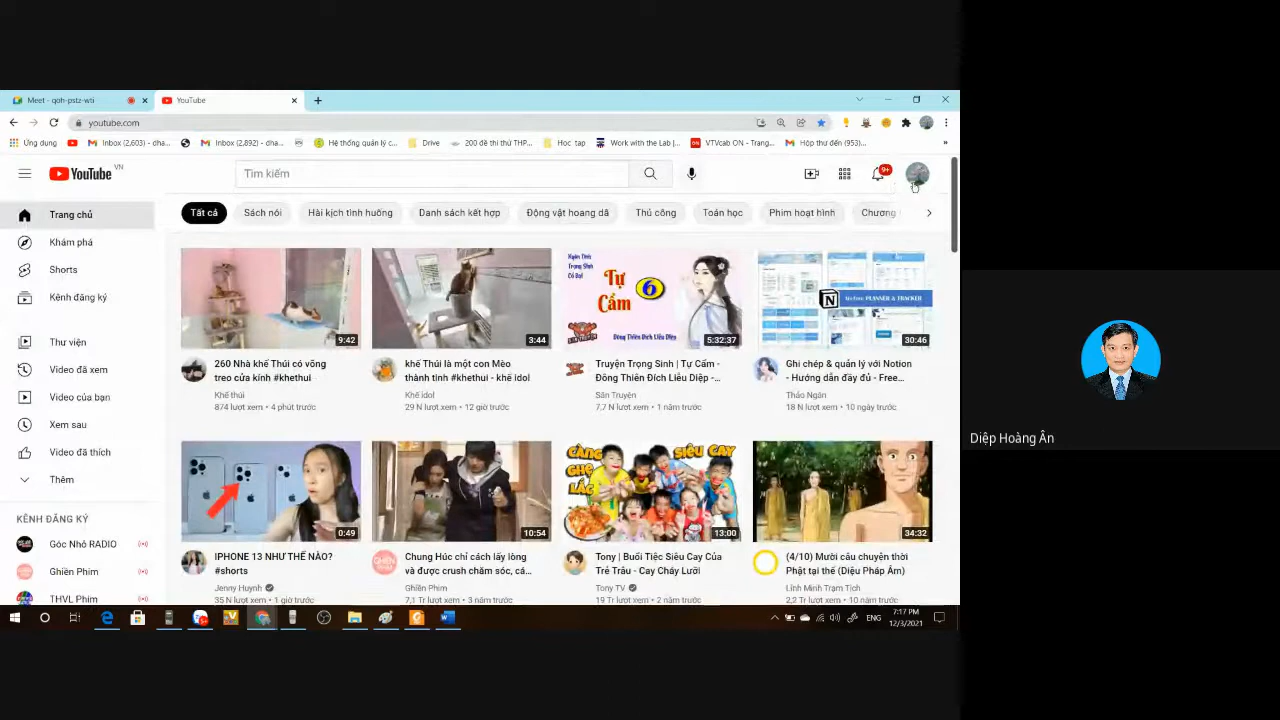 Meet - qoh-pstz-wti
YouTube
youtube.com
Ứng dụng
Inbox (2,603) - dha...
Inbox (2,892) - dha...
Hệ thống quản lý c...
Drive
200 đề thi thử THP...
Học tập
Work with the Lab |...
VTVcab ON - Trang...
Hộp thư đến (953)...
YouTube VN
Tìm kiếm
9+
Trang chủ
Khám phá
Shorts
Kênh đăng ký
Thư viện
Video đã xem
Video của bạn
Xem sau
Video đã thích
Thêm
KÊNH ĐĂNG KÝ
Góc Nhỏ RADIO
Ghiền Phim
THVL Phim
Tất cả
Sách nói
Hài kịch tình huống
Danh sách kết hợp
Động vật hoang dã
Thủ công
Toán học
Phim hoạt hình
Chương
9:42
260 Nhà khế Thúi có võng
treo cửa kính #khethui
Khế thúi
874 lượt xem • 4 phút trước
3:44
khế Thúi là một con Mèo
thành tinh #khethui - khế idol
Khế idol
29 N lượt xem • 12 giờ trước
Tự
Cẩm
6
5:32:37
Truyện Trọng Sinh | Tự Cẩm -
Đông Thiên Đích Liễu Diệp -...
Sân Truyện
7,7 N lượt xem • 1 năm trước
PLANNER & TRACKER
30:46
Ghi chép & quản lý với Notion
- Hướng dẫn đầy đủ - Free...
Thảo Ngân
18 N lượt xem • 10 ngày trước
0:49
IPHONE 13 NHƯ THẾ NÀO?
#shorts
Jenny Huynh
35 N lượt xem • 1 giờ trước
10:54
Chung Húc chỉ cách lấy lòng
và được crush chăm sóc, cá...
Ghiền Phim
7,1 Tr lượt xem • 3 năm trước
CÀNG
GHẸ
LẮC
SIÊU CAY
13:00
Tony | Buổi Tiệc Siêu Cay Của
Trẻ Trâu - Cay Cháy Lưỡi
Tony TV
19 Tr lượt xem • 2 năm trước
34:32
(4/10) Mười câu chuyện thời
Phật tại thế (Diệu Pháp Âm)
Linh Minh Trạm Tịch
2,2 Tr lượt xem • 10 năm trước
ENG
7:17 PM
12/3/2021
Diệp Hoàng Ân